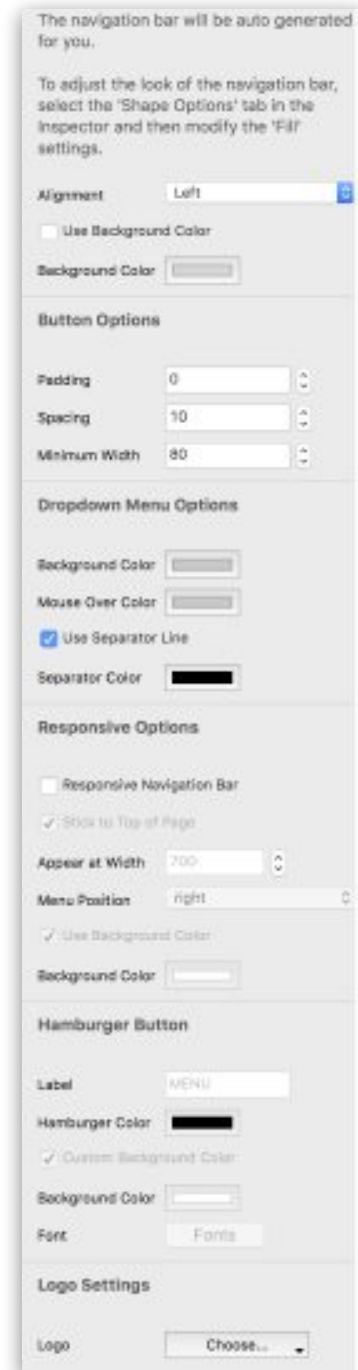 The navigation bar will be auto generated
for you.
To adjust the look of the navigation bar,
select the 'Shape Options' tab in the
Inspector and then modify the 'Fill'
settings.
Alignment Left
Use Background Color
Background Color
Button Options
Padding 0
Spacing 10
Minimum Width 80
Dropdown Menu Options
Background Color
Mouse Over Color
Use Separator Line
Separator Color
Responsive Options
Responsive Navigation Bar
Stick to Top of Page
Appear at Width 700
Menu Position right
Use Background Color
Background Color
Hamburger Button
Label MENU
Hamburger Color
Custom Background Color
Background Color
Font Fonts
Logo Settings
Logo Choose...